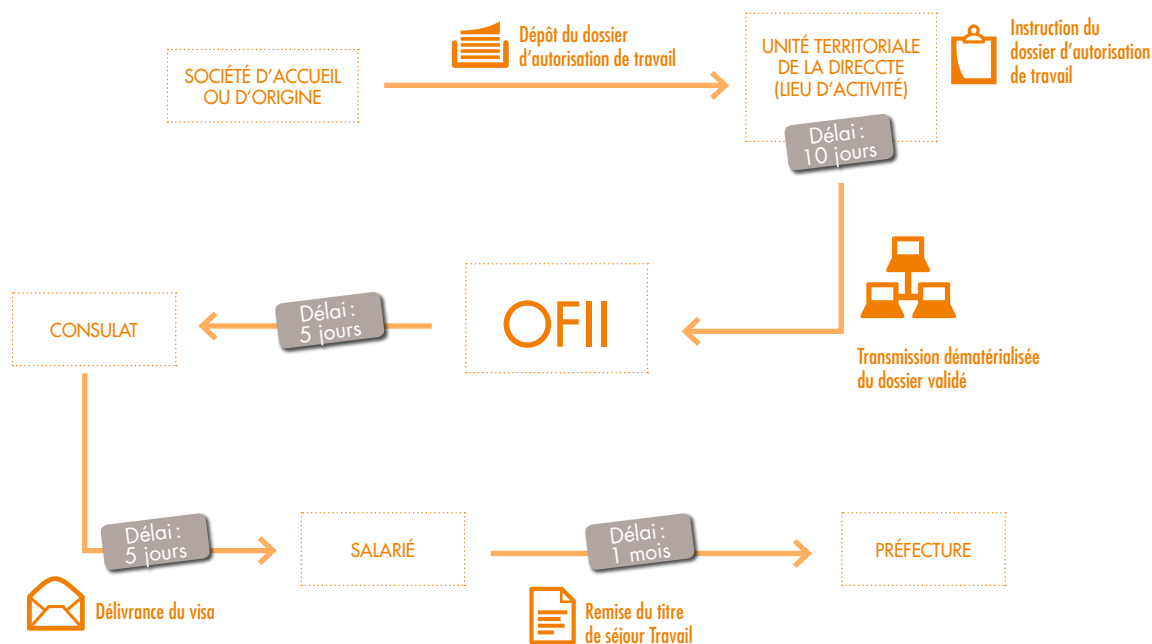 SOCIÉTÉ D’ACCUEIL
OU D’ORIGINE
Dépôt du dossier
d’autorisation de travail
UNITÉ TERRITORIALE
DE LA DIRECCTE
(LIEU D’ACTIVITÉ)
Délai :
10 jours
Instruction du
dossier d’autorisation
de travail
Transmission dématérialisée
du dossier validé
OFII
Délai :
5 jours
CONSULAT
Délai :
5 jours
Délivrance du visa
SALARIÉ
Délai :
1 mois
Remise du titre
de séjour Travail
PRÉFECTURE